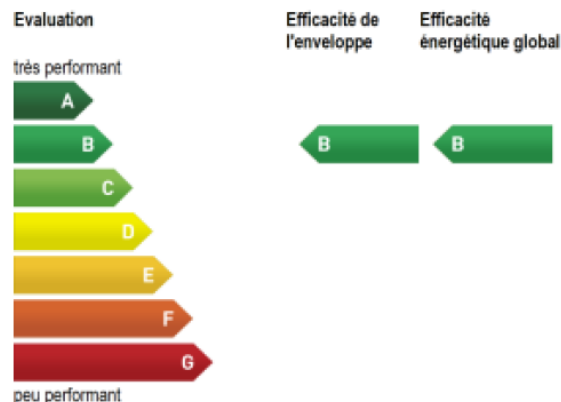 Evaluation
Efficacité de
l'enveloppe
Efficacité
énergétique global
très performant
A
B
B
B
C
D
E
F
G
peu performant